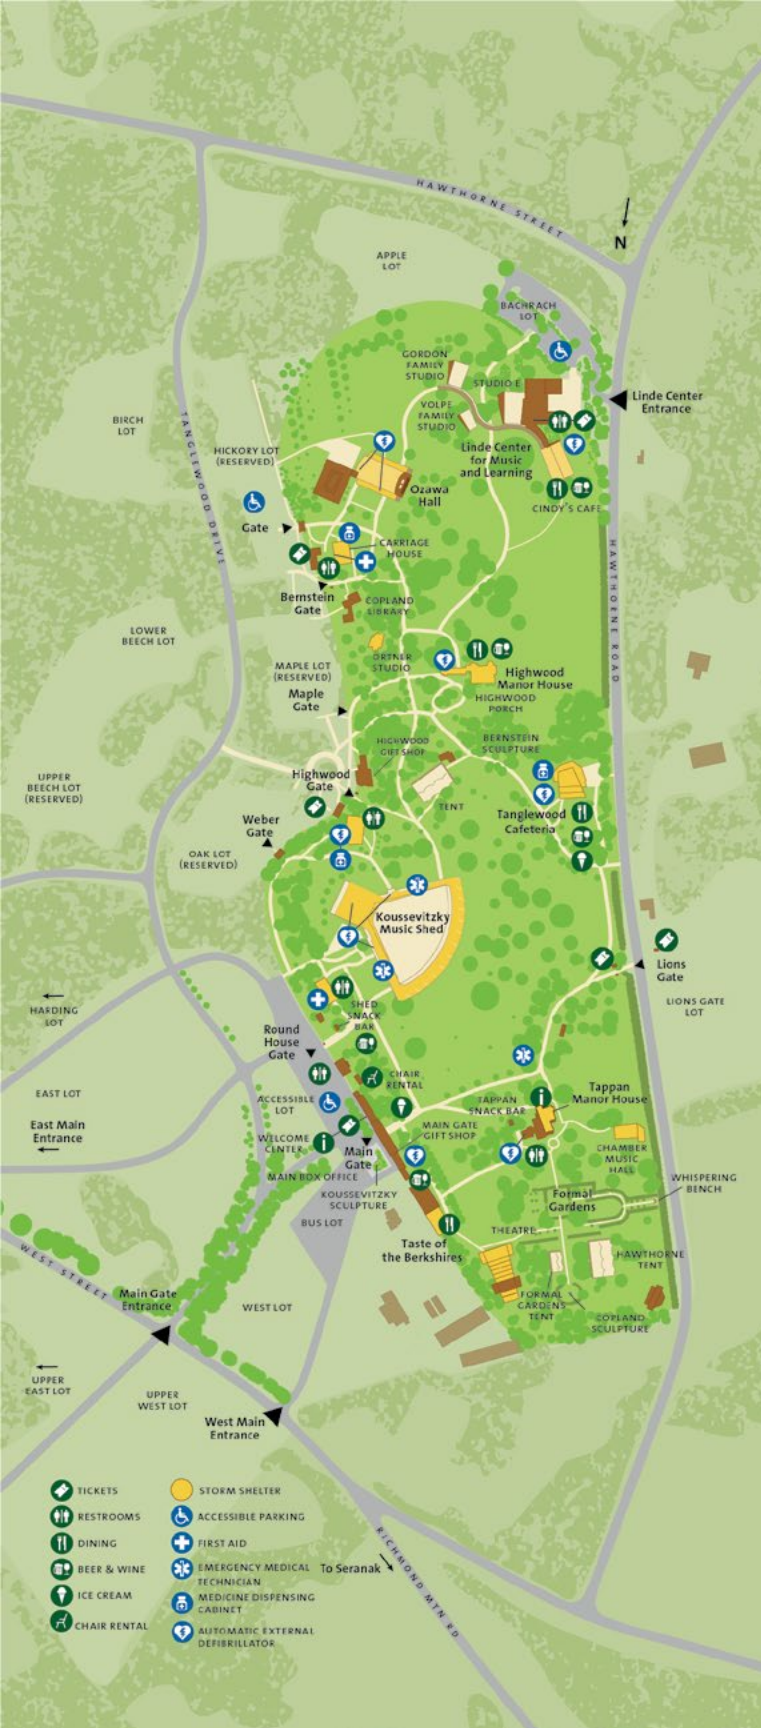 HAWTHORNE STREET
N
APPLE
LOT
BACHRACH
LOT
GORDON
FAMILY
STUDIO
STUDIO E
Linde Center
Entrance
VOLPE
FAMILY
STUDIO
BIRCH
LOT
TANGLEWOOD DRIVE
HICKORY LOT
(RESERVED)
Linde Center
for Music
and Learning
Ozawa
Hall
CINDY'S CAFE
Gate
CARRIAGE
HOUSE
HAWTHORNE ROAD
Bernstein
Gate
COPLAND
LIBRARY
LOWER
BEECH LOT
ORTNER
STUDIO
MAPLE LOT
(RESERVED)
Maple
Gate
Highwood
Manor House
HIGHWOOD
PORCH
HIGHWOOD
GIFT SHOP
BERNSTEIN
SCULPTURE
UPPER
BEECH LOT
(RESERVED)
Highwood
Gate
TENT
Tanglewood
Cafeteria
Weber
Gate
OAK LOT
(RESERVED)
Koussevitzky
Music Shed
Lions
Gate
LIONS GATE
LOT
HARDING
LOT
SHED
SNACK
BAR
Round
House
Gate
EAST LOT
East Main
Entrance
ACCESSIBLE
LOT
CHAIR
RENTAL
TAPPAN
SNACK BAR
Tappan
Manor House
WELCOME
CENTER
Main
Gate
MAIN GATE
GIFT SHOP
CHAMBER
MUSIC
HALL
MAIN BOX OFFICE
KOUSSEVITZKY
SCULPTURE
WHISPERING
BENCH
Formal
Gardens
BUS LOT
THEATRE
Taste of
the Berkshires
HAWTHORNE
TENT
WEST STREET
Main Gate
Entrance
WEST LOT
FORMAL
GARDENS
TENT
COPLAND
SCULPTURE
UPPER
EAST LOT
UPPER
WEST LOT
West Main
Entrance
TICKETS
RESTROOMS
DINING
BEER & WINE
ICE CREAM
CHAIR RENTAL
STORM SHELTER
ACCESSIBLE PARKING
FIRST AID
EMERGENCY MEDICAL
TECHNICIAN
MEDICINE DISPENSING
CABINET
AUTOMATIC EXTERNAL
DEFIBRILLATOR
To Seranak
RICHMOND MTN RD